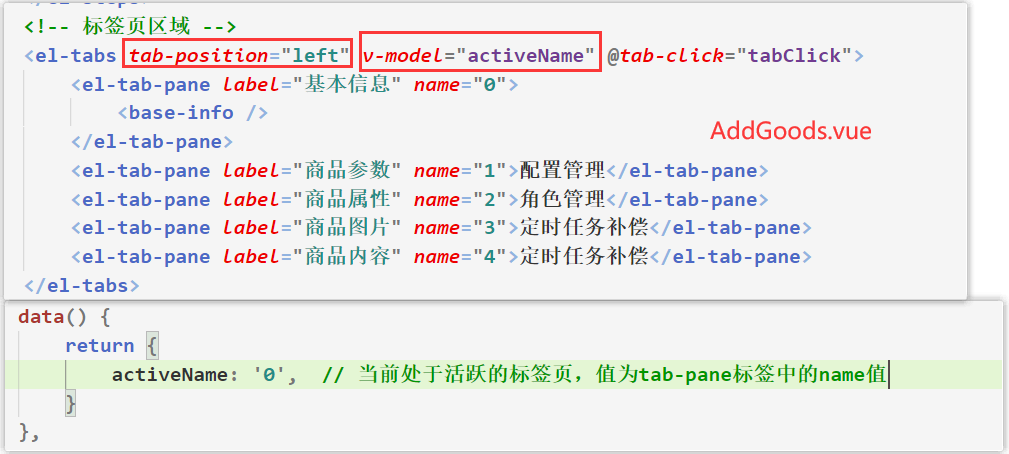 <!-- 标签页区域 -->
<el-tabs tab-position="left" v-model="activeName" @tab-click="tabClick">
<el-tab-pane label="基本信息" name="0">
<base-info />
</el-tab-pane>
AddGoods.vue
<el-tab-pane label="商品参数" name="1">配置管理</el-tab-pane>
<el-tab-pane label="商品属性" name="2">角色管理</el-tab-pane>
<el-tab-pane label="商品图片" name="3">定时任务补偿</el-tab-pane>
<el-tab-pane label="商品内容" name="4">定时任务补偿</el-tab-pane>
</el-tabs>
data() {
return {
activeName: '0', // 当前处于活跃的标签页，值为tab-pane标签中的name值
}
},